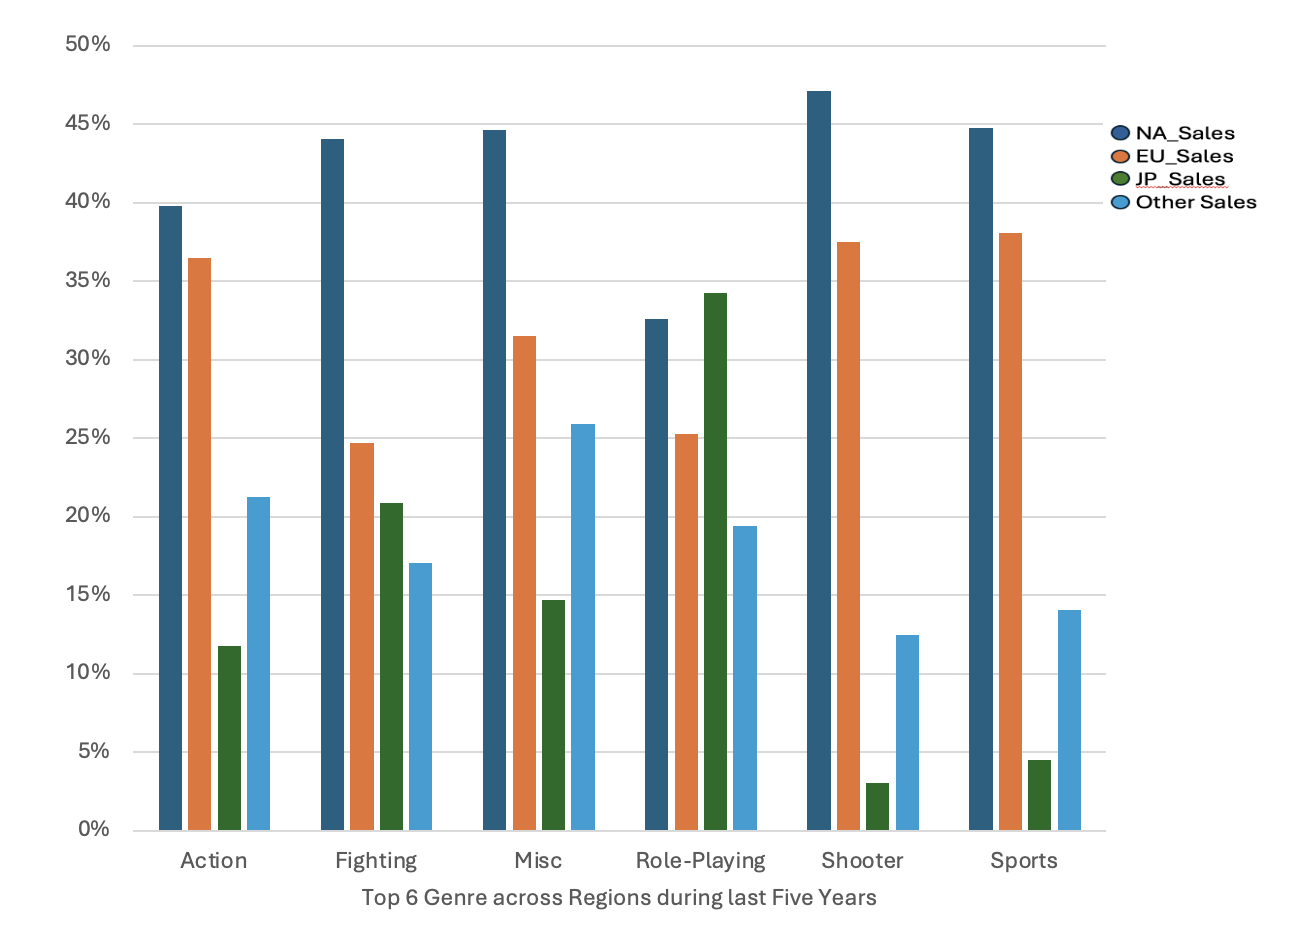 50%
45%
40%
35%
30%
25%
20%
15%
10%
5%
0%
NA_Sales
EU_Sales
JP_Sales
Other Sales
Action Fighting Misc Role-Playing Shooter Sports
Top 6 Genre across Regions during last Five Years